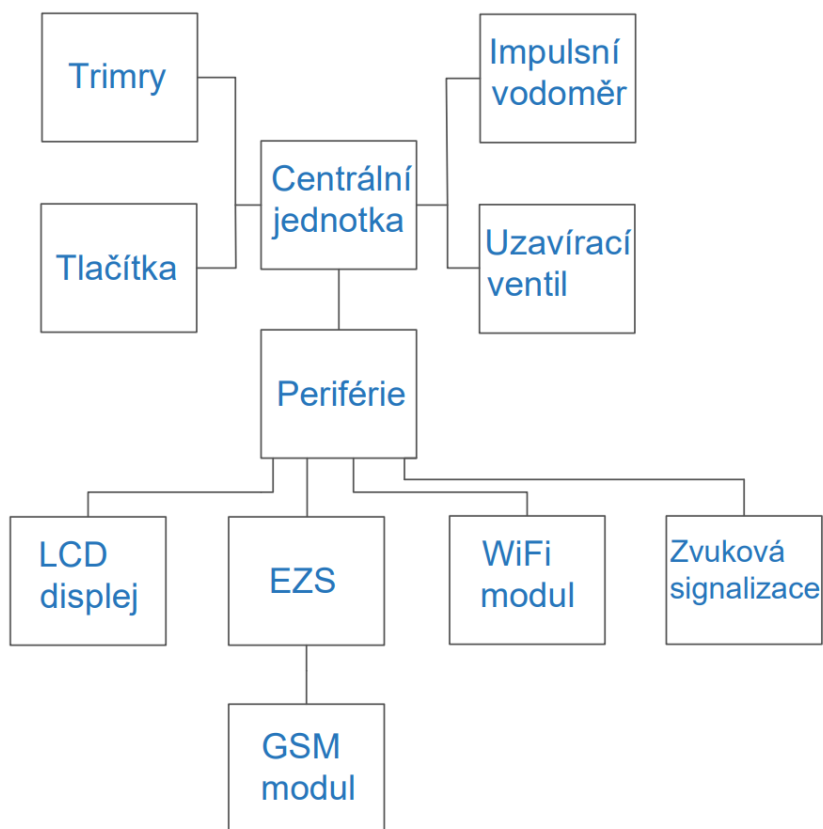 Trimry
Impulsní
vodoměr
Centrální
jednotka
Tlačítka
Uzavírací
ventil
Periférie
LCD
displej
EZS
WiFi
modul
Zvuková
signalizace
GSM
modul